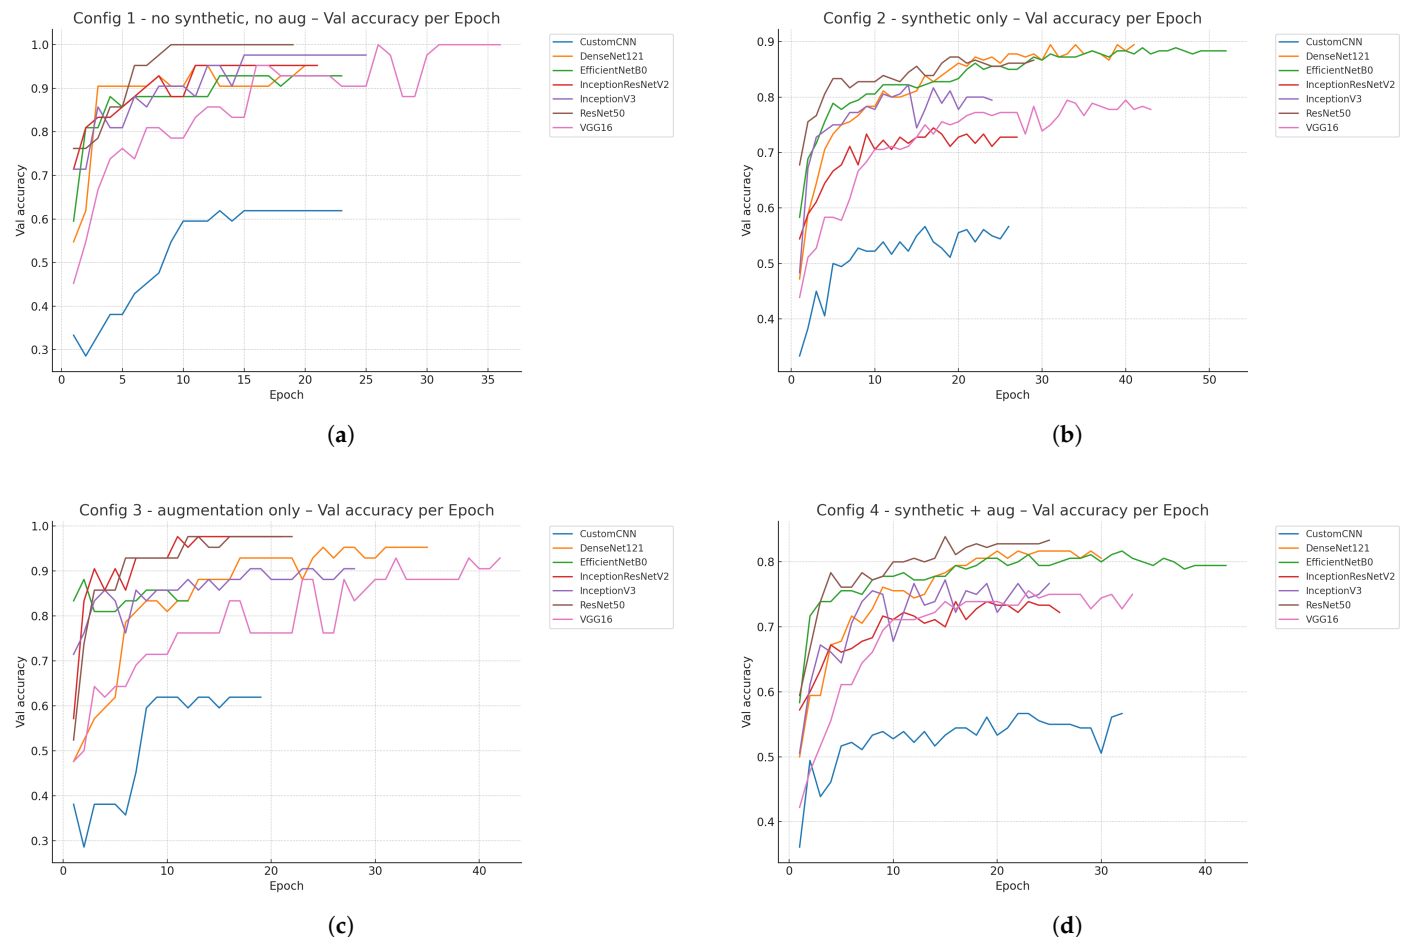 Config 1 - no synthetic, no aug – Val accuracy per Epoch
1.0
0.9
0.8
0.7
0.6
0.5
0.4
0.3
Val accuracy
0 5 10 15 20 25 30 35
Epoch
CustomCNN
DenseNet121
EfficientNetB0
InceptionResNetV2
InceptionV3
ResNet50
VGG16
(a)
Config 2 - synthetic only – Val accuracy per Epoch
0.9
0.8
0.7
0.6
0.5
0.4
Val accuracy
0 10 20 30 40 50
Epoch
CustomCNN
DenseNet121
EfficientNetB0
InceptionResNetV2
InceptionV3
ResNet50
VGG16
(b)
Config 3 - augmentation only – Val accuracy per Epoch
1.0
0.9
0.8
0.7
0.6
0.5
0.4
0.3
Val accuracy
0 10 20 30 40
Epoch
CustomCNN
DenseNet121
EfficientNetB0
InceptionResNetV2
InceptionV3
ResNet50
VGG16
(c)
Config 4 - synthetic + aug – Val accuracy per Epoch
0.8
0.7
0.6
0.5
0.4
Val accuracy
0 10 20 30 40
Epoch
CustomCNN
DenseNet121
EfficientNetB0
InceptionResNetV2
InceptionV3
ResNet50
VGG16
(d)